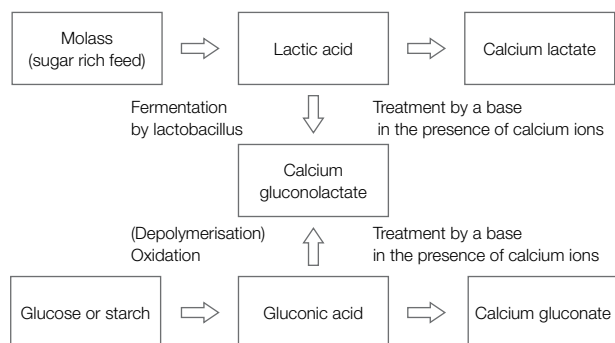 Molass
(sugar rich feed)
Lactic acid
Calcium lactate
Fermentation
by lactobacillus
Treatment by a base
in the presence of calcium ions
Calcium
gluconolactate
(Depolymerisation)
Oxidation
Treatment by a base
in the presence of calcium ions
Glucose or starch
Gluconic acid
Calcium gluconate